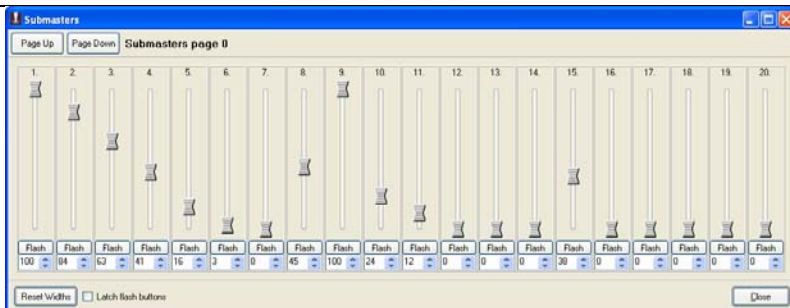 Submasters
Page Up Page Down Submasters page 0
1. 2. 3. 4. 5. 6. 7. 8. 9. 10. 11. 12. 13. 14. 15. 16. 17. 18. 19. 20.
Flash Flash Flash Flash Flash Flash Flash Flash Flash Flash Flash Flash Flash Flash Flash Flash Flash Flash Flash Flash
100 84 63 41 16 3 0 45 100 24 12 0 0 0 38 0 0 0 0 0
Reset Widths Latch flash buttons Close